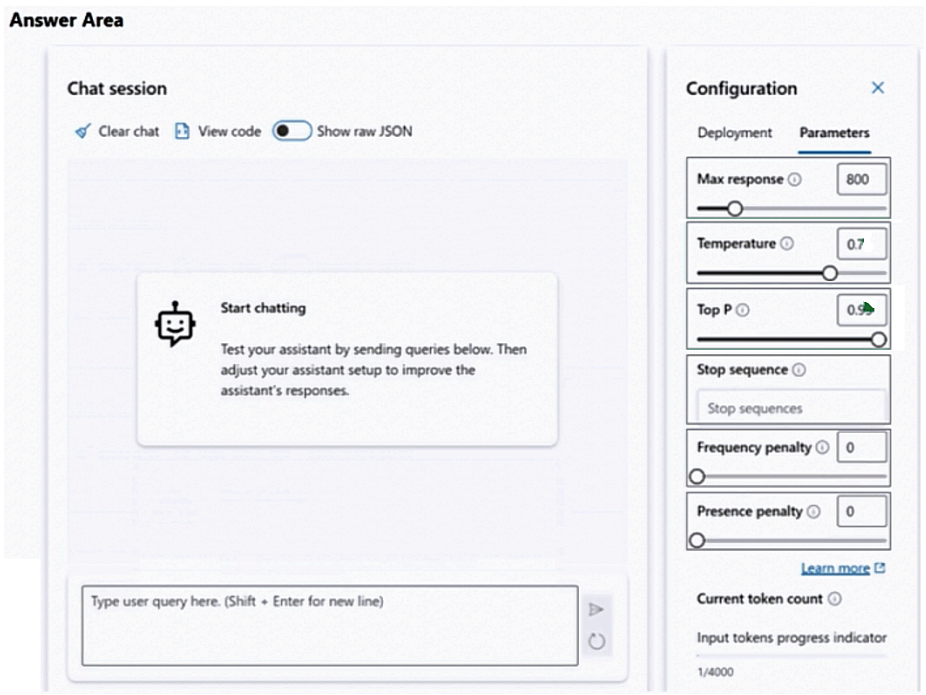 Answer Area
Chat session
Clear chat View code Show raw JSON
Start chatting
Test your assistant by sending queries below. Then
adjust your assistant setup to improve the
assistant's responses.
Type user query here. (Shift + Enter for new line)
Configuration
Deployment Parameters
Max response 800
Temperature 0.7
Top P
Stop sequence
Stop sequences
Frequency penalty 0
Presence penalty 0
Learn more
Current token count
Input tokens progress indicator
1/4000